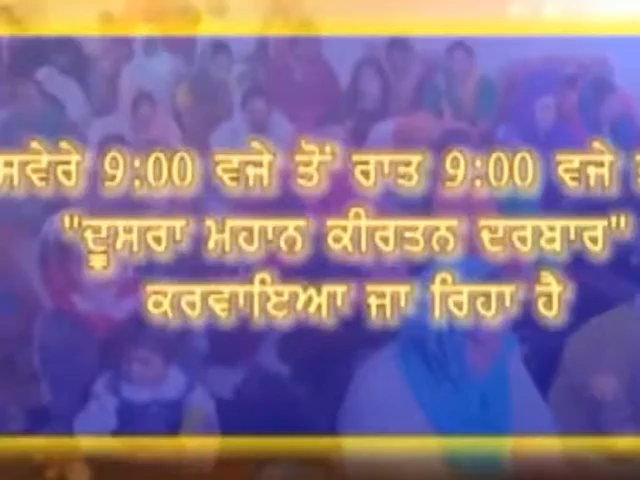 ਸਵੇਰੇ 9:00 ਵਜੇ ਤੋਂ ਰਾਤ 9:00 ਵਜੇ
"ਦੂਸਰਾ ਮਹਾਨ ਕੀਰਤਨ ਦਰਬਾਰ"
ਕਰਵਾਇਆ ਜਾ ਰਿਹਾ ਹੈ